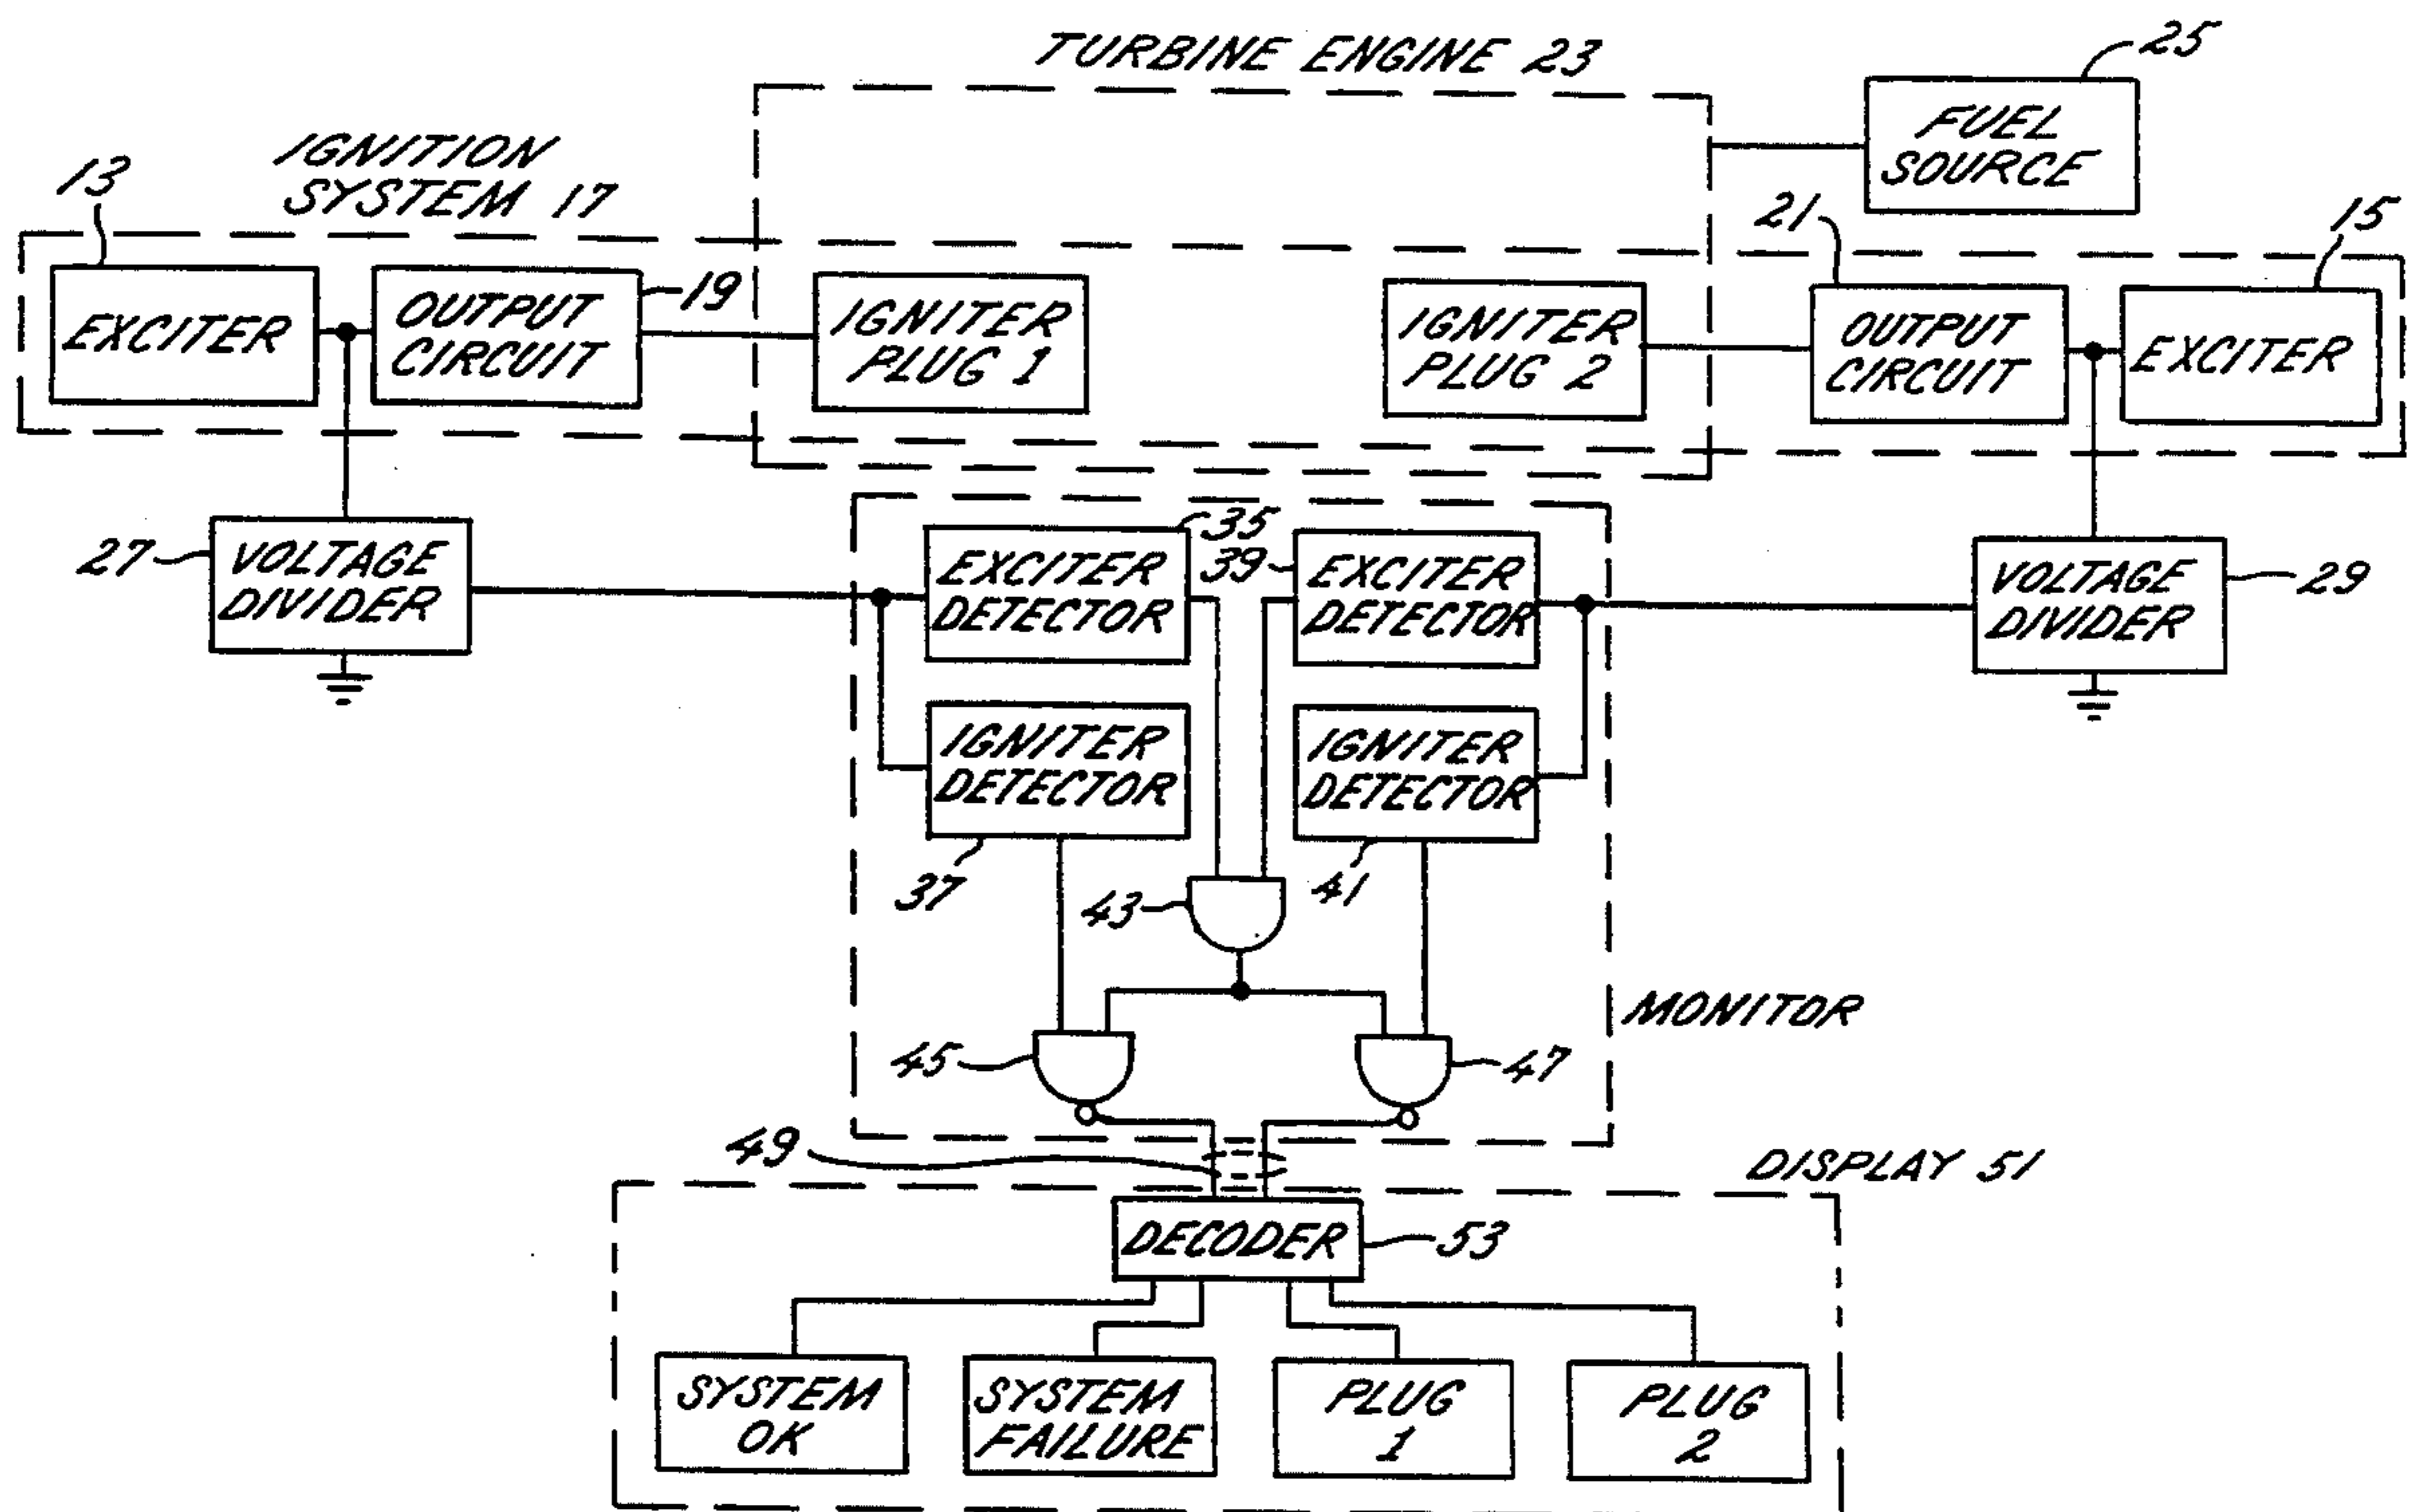 TURBINE ENGINE 23
25
FUEL
SOURCE
IGNITION
SYSTEM 17
13
EXCITER
OUTPUT
CIRCUIT
19
IGNITER
PLUG 1
IGNITER
PLUG 2
21
OUTPUT
CIRCUIT
15
EXCITER
27
VOLTAGE
DIVIDER
35
EXCITER
DETECTOR
39
EXCITER
DETECTOR
VOLTAGE
DIVIDER
29
IGNITER
DETECTOR
37
IGNITER
DETECTOR
41
43
MONITOR
45
47
49
DISPLAY 51
DECODER
53
SYSTEM
OK
SYSTEM
FAILURE
PLUG
1
PLUG
2